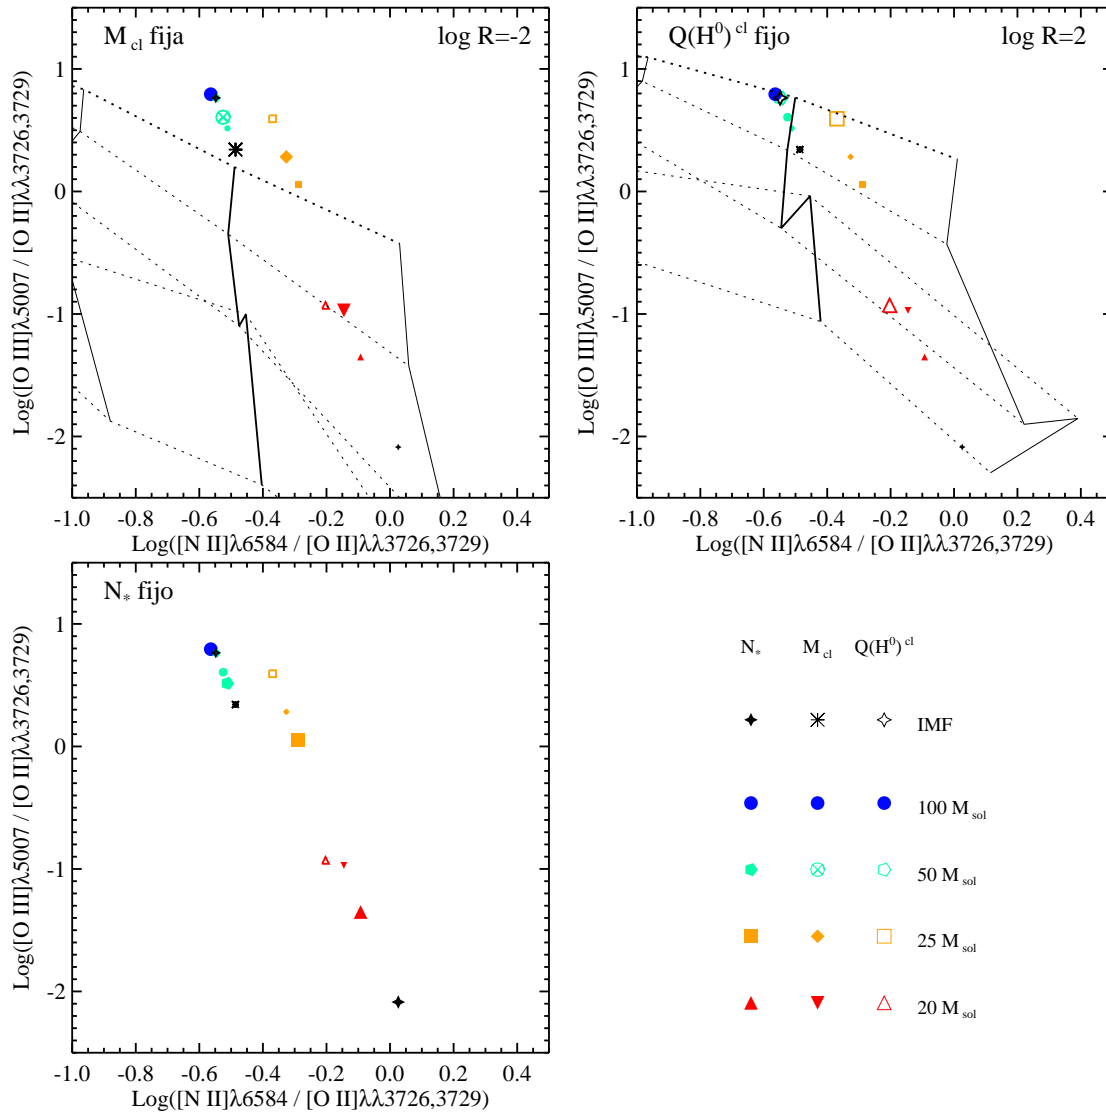 M cl fija
log R=-2
1
0
-1
-2
Log([O III]λ5007 / [O II]λλ3726,3729)
-1.0 -0.8 -0.6 -0.4 -0.2 0.0 0.2 0.4
Log([N II]λ6584 / [O II]λλ3726,3729)
Q(H⁰) cl fijo
log R=2
1
0
-1
-2
Log([O III]λ5007 / [O II]λλ3726,3729)
-1.0 -0.8 -0.6 -0.4 -0.2 0.0 0.2 0.4
Log([N II]λ6584 / [O II]λλ3726,3729)
N* fijo
1
0
-1
-2
Log([O III]λ5007 / [O II]λλ3726,3729)
-1.0 -0.8 -0.6 -0.4 -0.2 0.0 0.2 0.4
Log([N II]λ6584 / [O II]λλ3726,3729)
N* M cl Q(H⁰) cl
IMF
100 M sol
50 M sol
25 M sol
20 M sol